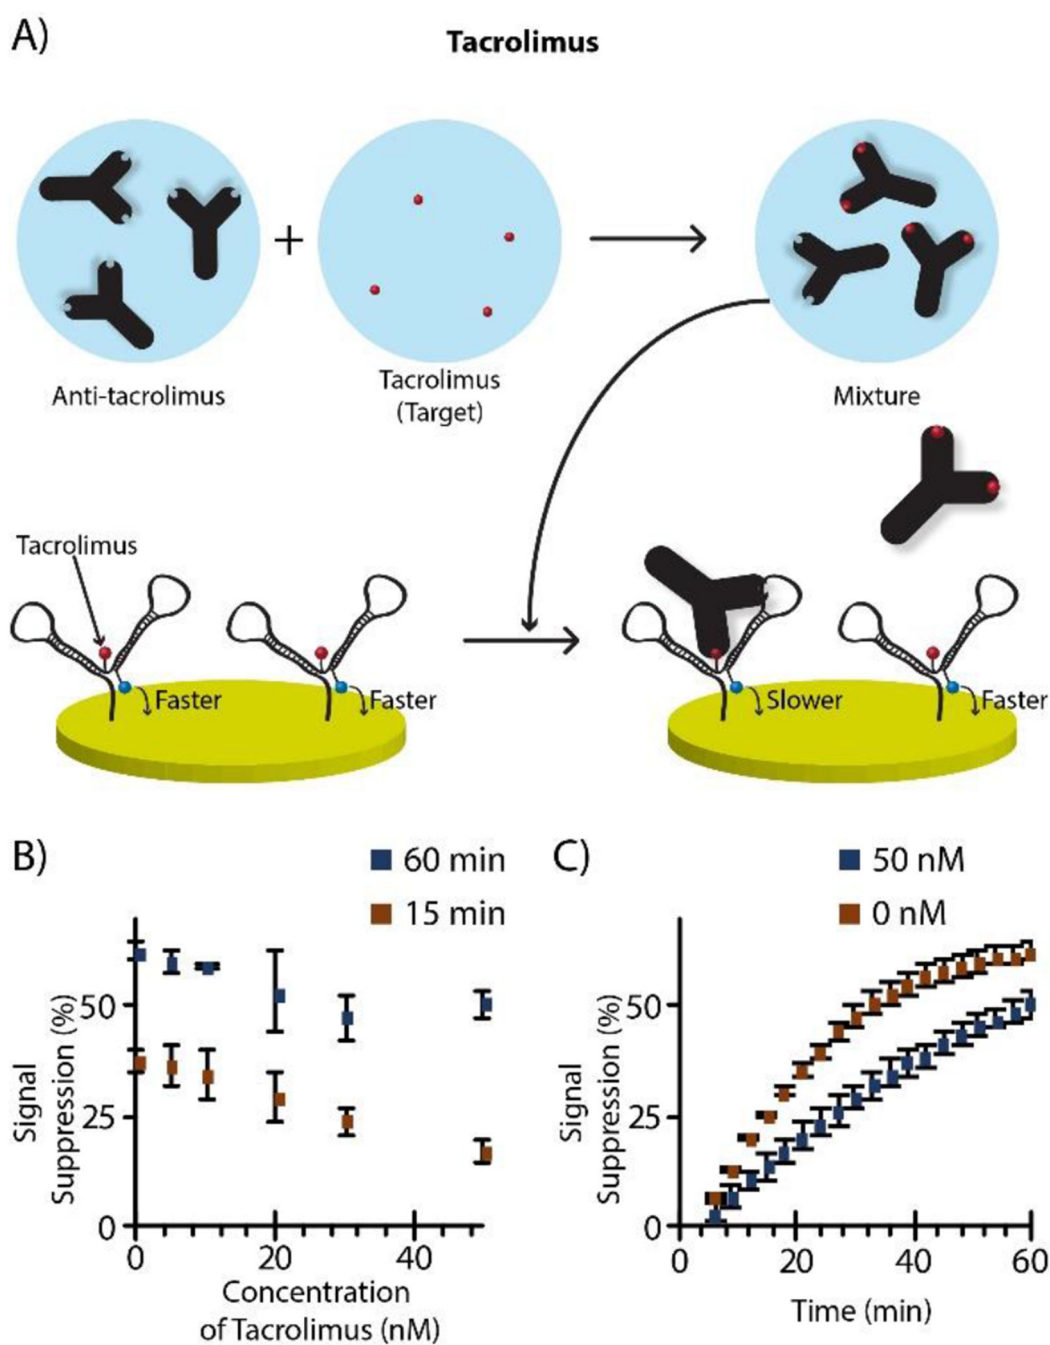 A)
Tacrolimus
+
Anti-tacrolimus
Tacrolimus
(Target)
Mixture
Tacrolimus
Faster
Faster
Slower
Faster
B)
60 min
15 min
50
25
0
Signal
Suppression (%)
0
20
40
Concentration
of Tacrolimus (nM)
C)
50 nM
0 nM
50
25
0
Signal
Suppression (%)
0
20
40
60
Time (min)